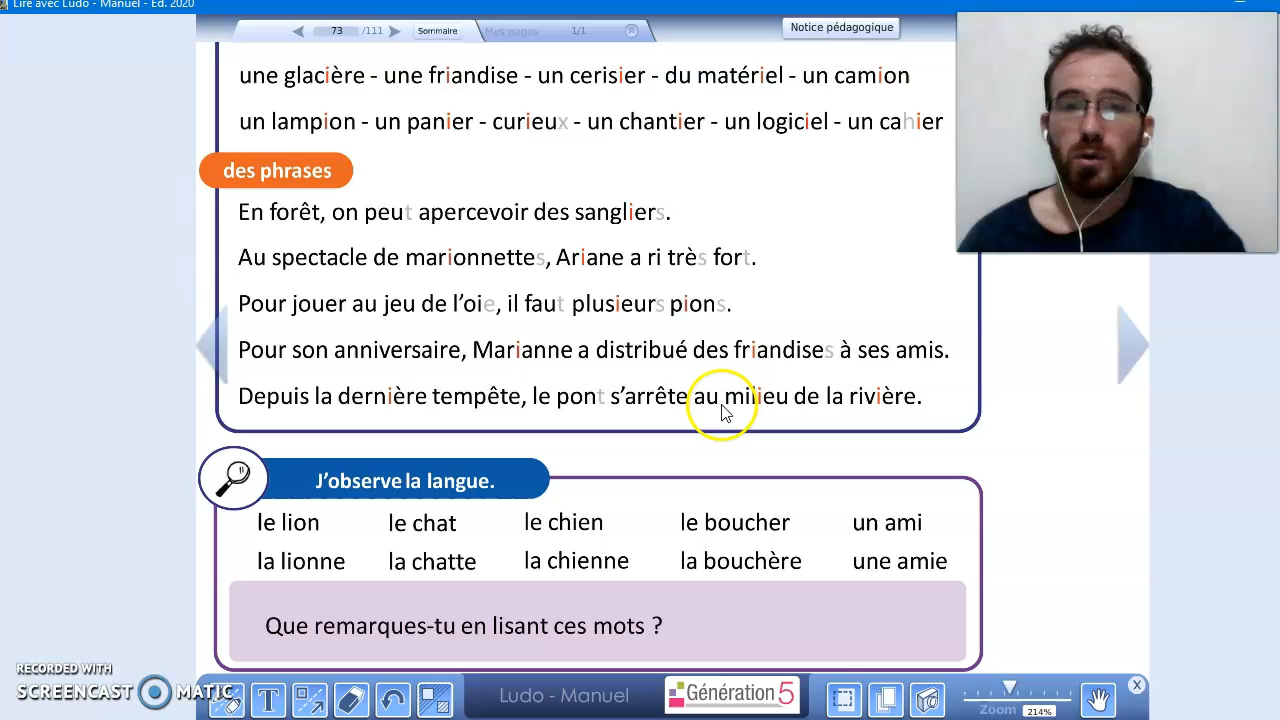 Lire avec Ludo - Manuel - Ed. 2020
73 /111 Sommaire Mes pages 1/1 Notice pédagogique
une glacière - une friandise - un cerisier - du matériel - un camion
un lampion - un panier - curieux - un chantier - un logiciel - un cahier
des phrases
En forêt, on peut apercevoir des sangliers.
Au spectacle de marionnettes, Ariane a ri très fort.
Pour jouer au jeu de l'oie, il faut plusieurs pions.
Pour son anniversaire, Marianne a distribué des friandises à ses amis.
Depuis la dernière tempête, le pont s'arrête au milieu de la rivière.
J'observe la langue.
le lion le chat le chien le boucher un ami
la lionne la chatte la chienne la bouchère une amie
Que remarques-tu en lisant ces mots ?
RECORDED WITH
SCREENCAST MATIC
T Ludo - Manuel Génération 5 Zoom 214% X